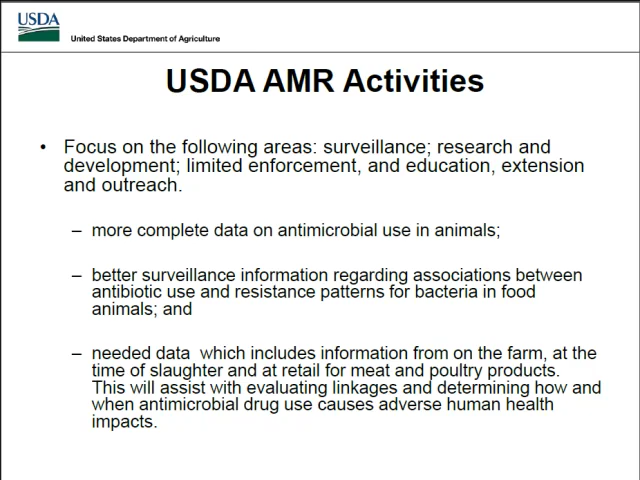 USDA
United States Department of Agriculture
USDA AMR Activities
• Focus on the following areas: surveillance; research and
development; limited enforcement, and education, extension
and outreach.
– more complete data on antimicrobial use in animals;
– better surveillance information regarding associations between
antibiotic use and resistance patterns for bacteria in food
animals; and
– needed data  which includes information from on the farm, at the
time of slaughter and at retail for meat and poultry products.
This will assist with evaluating linkages and determining how and
when antimicrobial drug use causes adverse human health
impacts.